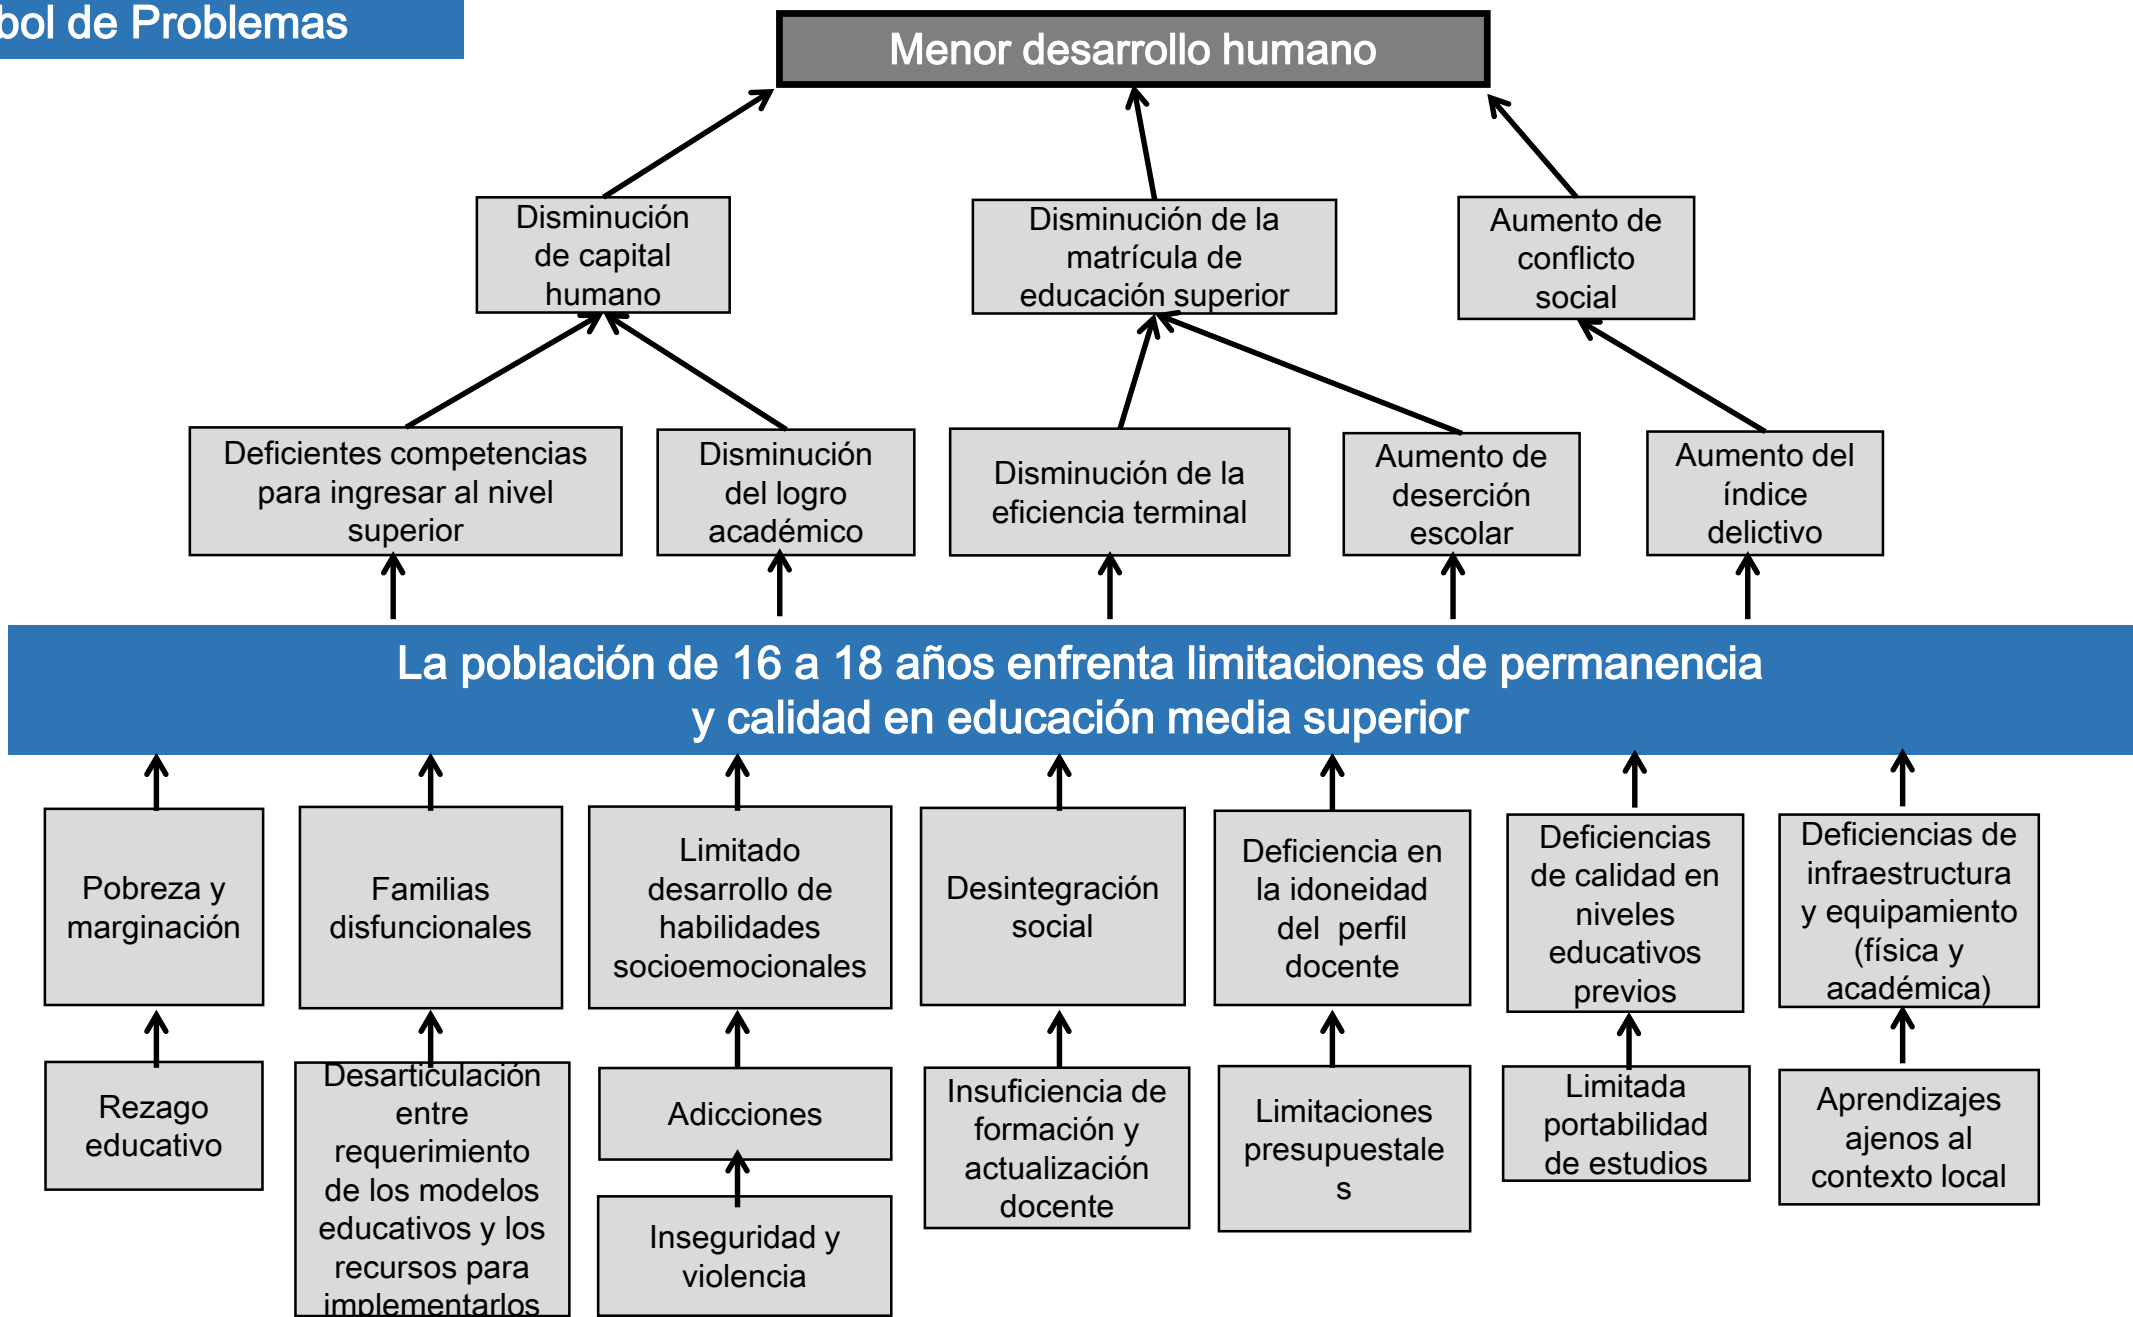 bol de Problemas
Menor desarrollo humano
Disminución
de capital
humano
Disminución de la
matrícula de
educación superior
Aumento de
conflicto
social
Deficientes competencias
para ingresar al nivel
superior
Disminución
del logro
académico
Disminución de la
eficiencia terminal
Aumento de
deserción
escolar
Aumento del
índice
delictivo
La población de 16 a 18 años enfrenta limitaciones de permanencia
y calidad en educación media superior
Pobreza y
marginación
Familias
disfuncionales
Limitado
desarrollo de
habilidades
socioemocionales
Desintegración
social
Deficiencia en
la idoneidad
del perfil
docente
Deficiencias
de calidad en
niveles
educativos
previos
Deficiencias de
infraestructura
y equipamiento
(física y
académica)
Rezago
educativo
Desarticulación
entre
requerimiento
de los modelos
educativos y los
recursos para
implementarlos
Adicciones
Inseguridad y
violencia
Insuficiencia de
formación y
actualización
docente
Limitaciones
presupuestale
s
Limitada
portabilidad
de estudios
Aprendizajes
ajenos al
contexto local